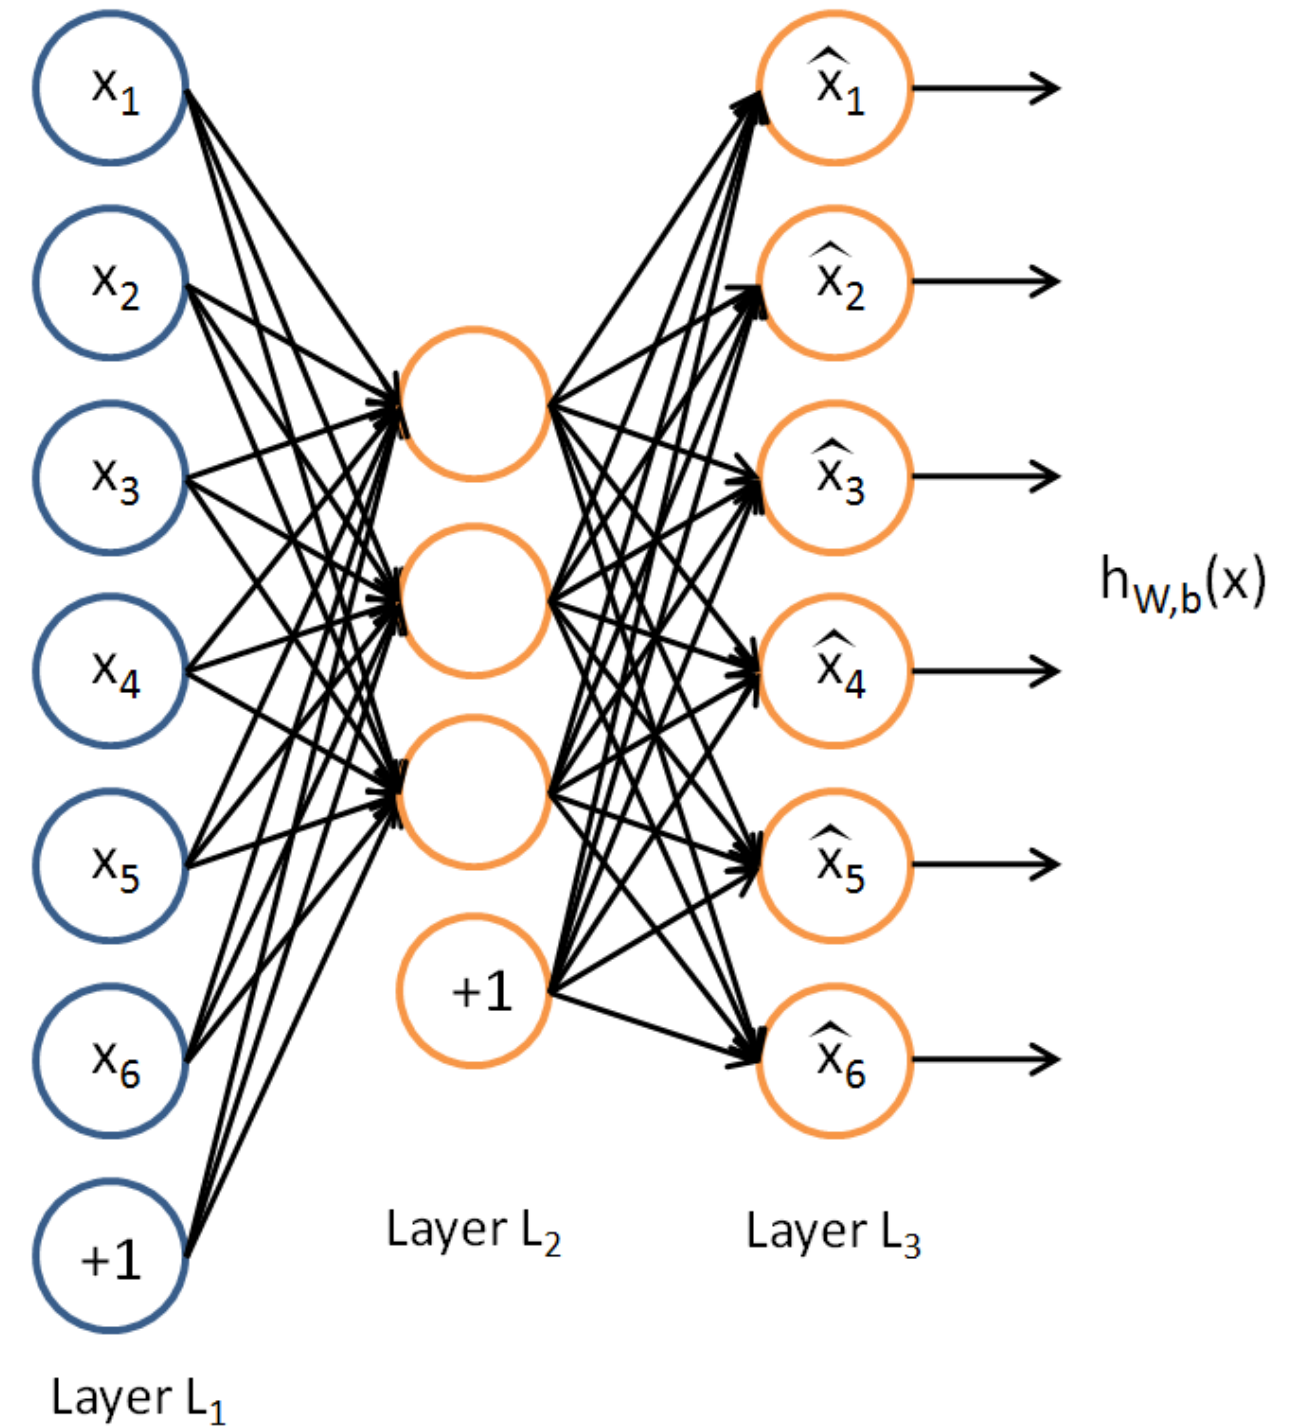 x₁
x₂
x₃
x₄
x₅
x₆
+1
Layer L₁
+1
Layer L₂
x̂₁
x̂₂
x̂₃
x̂₄
x̂₅
x̂₆
Layer L₃
h_W,b(x)